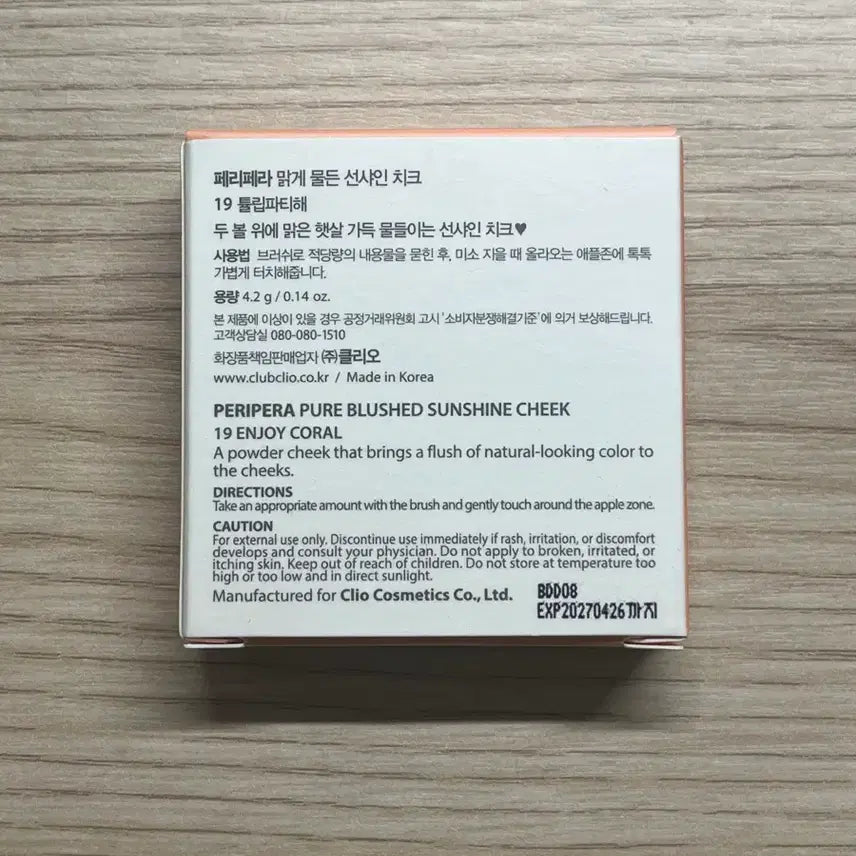 페리페라 맑게 물든 선샤인 치크
19 튤립파티해
두 볼 위에 맑은 햇살 가득 물들이는 선샤인 치크♥
사용법 브러쉬로 적당량의 내용물을 묻힌 후, 미소 지을 때 올라오는 애플존에 톡톡
가볍게 터치해줍니다.
용량 4.2 g / 0.14 oz.
본 제품에 이상이 있을 경우 공정거래위원회 고시 '소비자분쟁해결기준'에 의거 보상해드립니다.
고객상담실 080-080-1510
화장품책임판매업자 ㈜클리오
www.clubclio.co.kr / Made in Korea
PERIPERA PURE BLUSHED SUNSHINE CHEEK
19 ENJOY CORAL
A powder cheek that brings a flush of natural-looking color to
the cheeks.
DIRECTIONS
Take an appropriate amount with the brush and gently touch around the apple zone.
CAUTION
For external use only. Discontinue use immediately if rash, irritation, or discomfort
develops and consult your physician. Do not apply to broken, irritated, or
itching skin. Keep out of reach of children. Do not store at temperature too
high or too low and in direct sunlight.
Manufactured for Clio Cosmetics Co., Ltd.
BDD08
EXP20270426까지